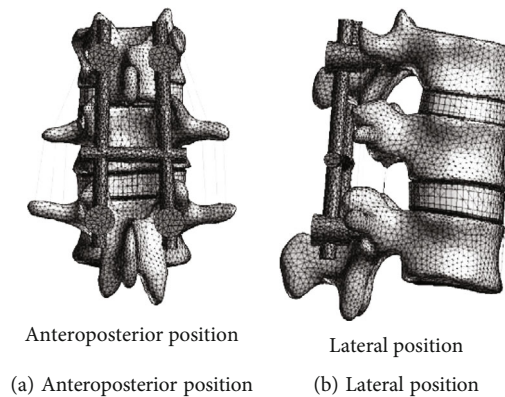 Anteroposterior position
Lateral position
(a) Anteroposterior position
(b) Lateral position